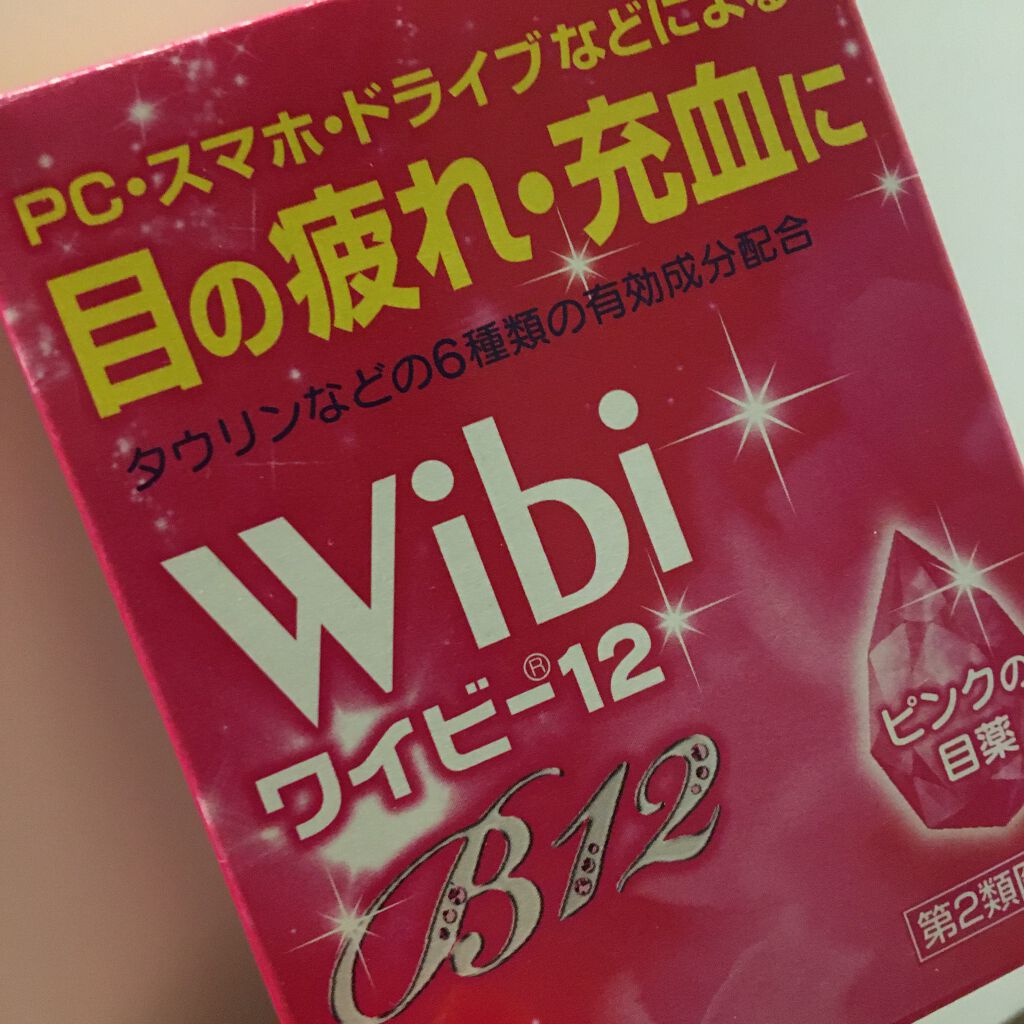 PC・スマホ・ドライブなどによる
目の疲れ・充血に
タウリンなどの6種類の有効成分配合
Wibi
ワイビー®12
B12
ピンクの
目薬
第2類